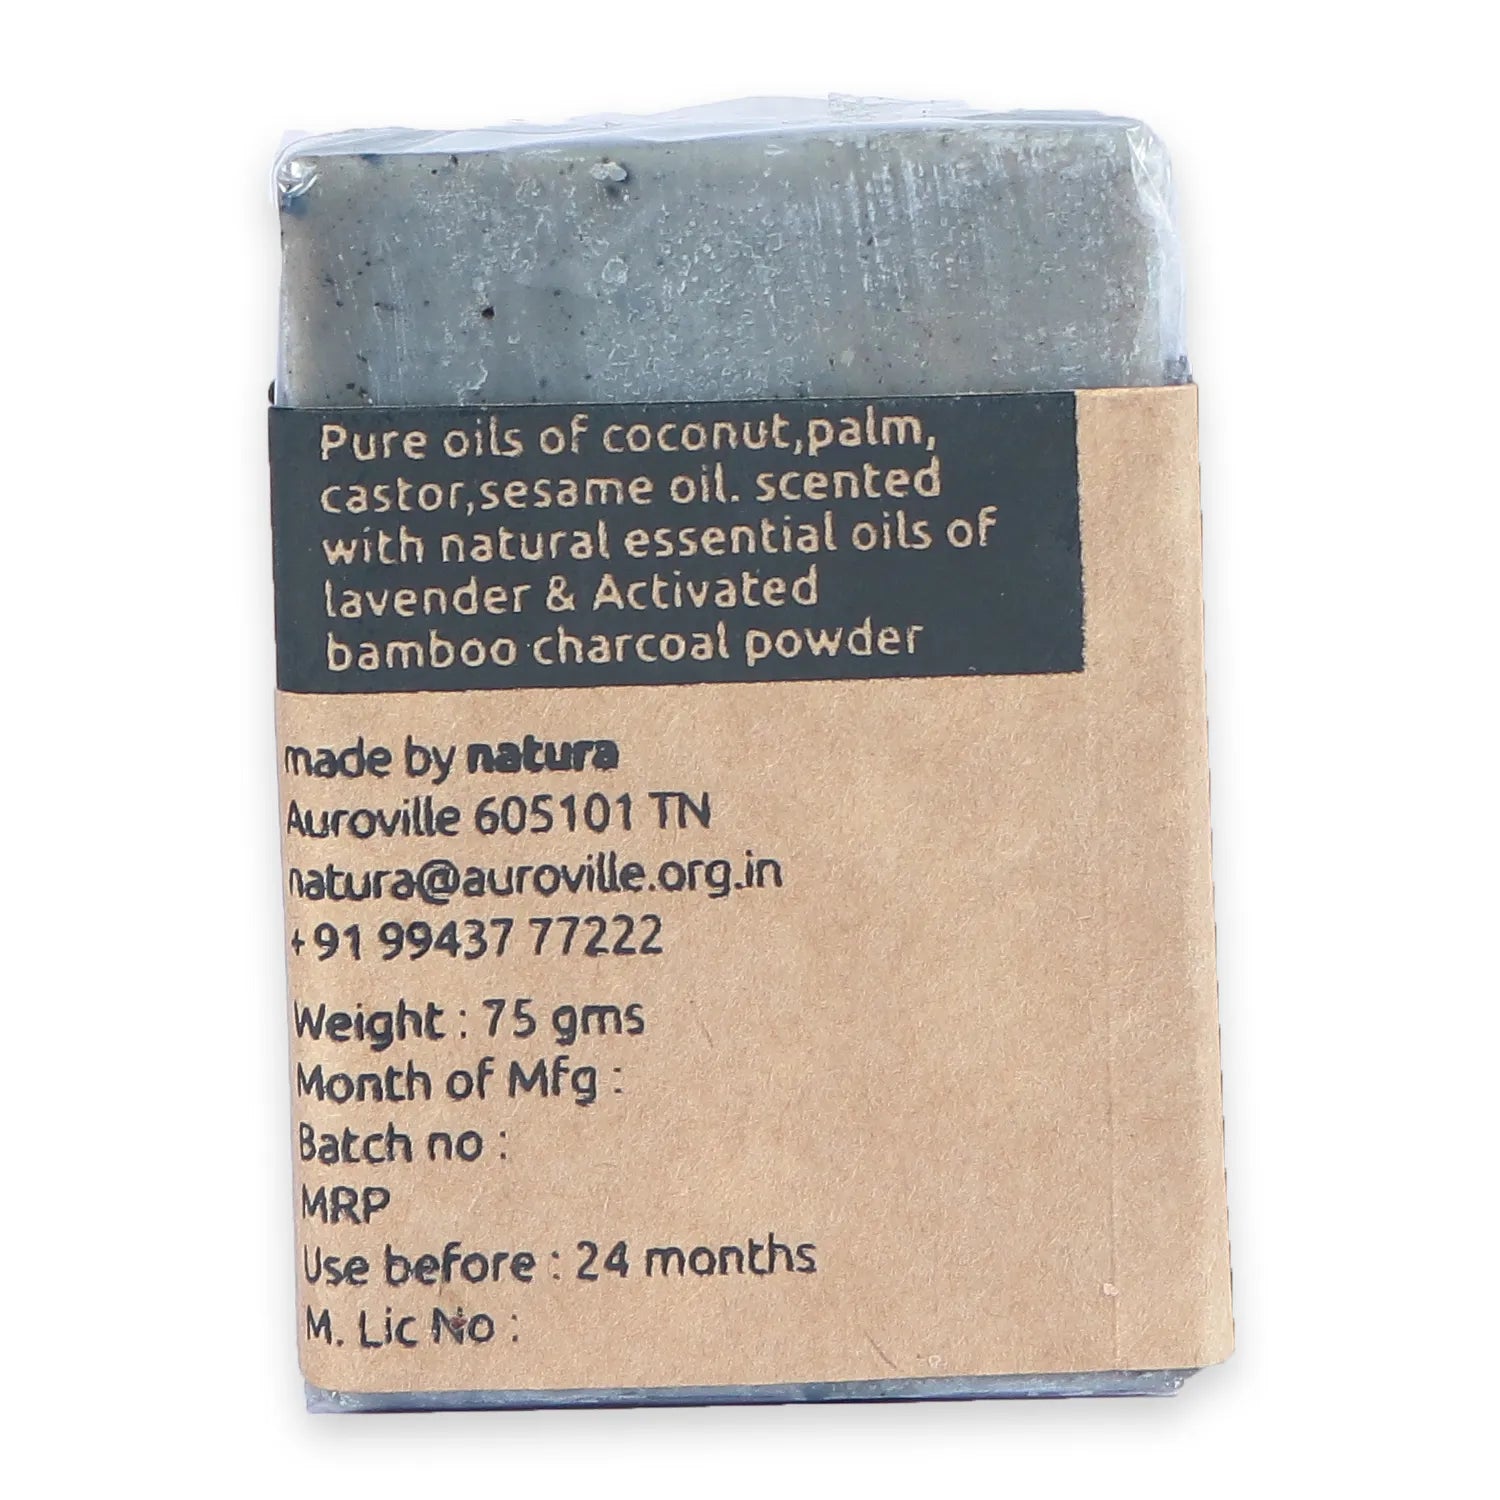 Pure oils of coconut,palm,
castor,sesame oil. scented
with natural essential oils of
lavender & Activated
bamboo charcoal powder
made by natura
Auroville 605101 TN
natura@auroville.org.in
+91 99437 77222
Weight : 75 gms
Month of Mfg :
Batch no :
MRP
Use before : 24 months
M. Lic No :